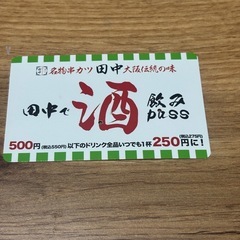 名物串カツ 田中 大阪伝統の味
田中で 酒 飲み pass
500円(税込550円)以下のドリンク全品いつでも1杯250円に!(税込275円)